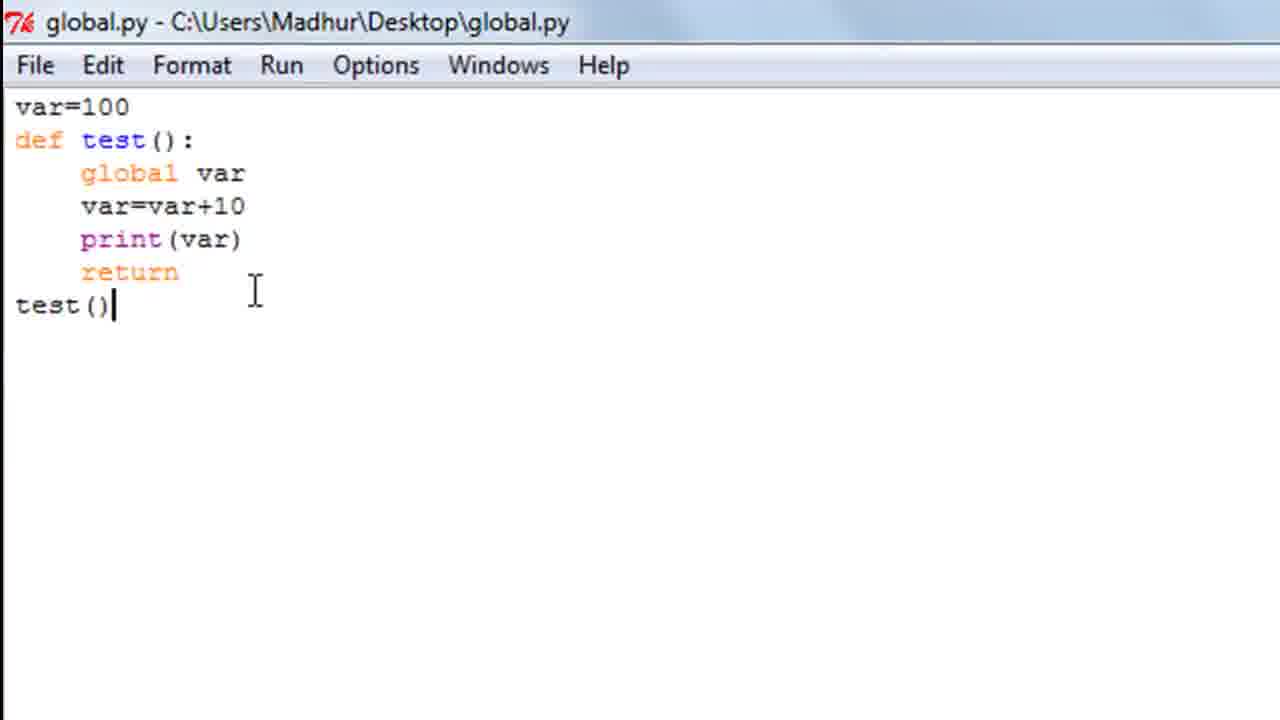 global.py - C:\Users\Madhur\Desktop\global.py
File Edit Format Run Options Windows Help
var=100
def test():
    global var
    var=var+10
    print(var)
    return
test()